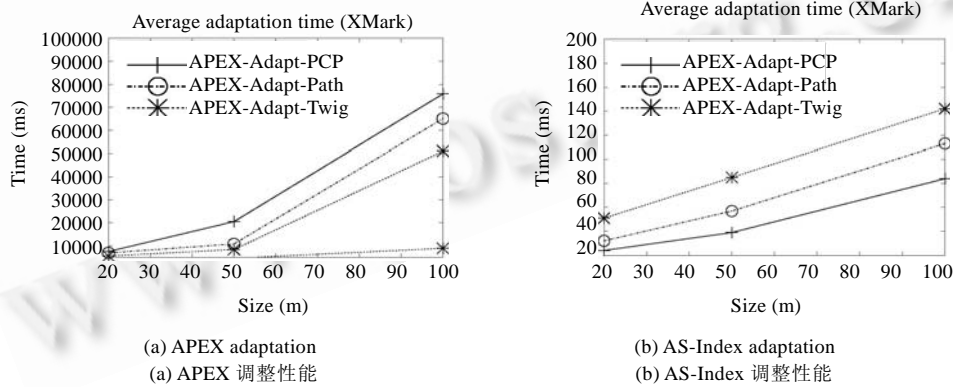 Average adaptation time (XMark)
100000
90000
80000
70000
60000
50000
40000
30000
20000
10000
Time (ms)
APEX-Adapt-PCP
APEX-Adapt-Path
APEX-Adapt-Twig
20 30 40 50 60 70 80 90 100
Size (m)
(a) APEX adaptation
(a) APEX 调整性能
Average adaptation time (XMark)
200
180
160
140
120
100
80
60
40
20
Time (ms)
APEX-Adapt-PCP
APEX-Adapt-Path
APEX-Adapt-Twig
20 30 40 50 60 70 80 90 100
Size (m)
(b) AS-Index adaptation
(b) AS-Index 调整性能